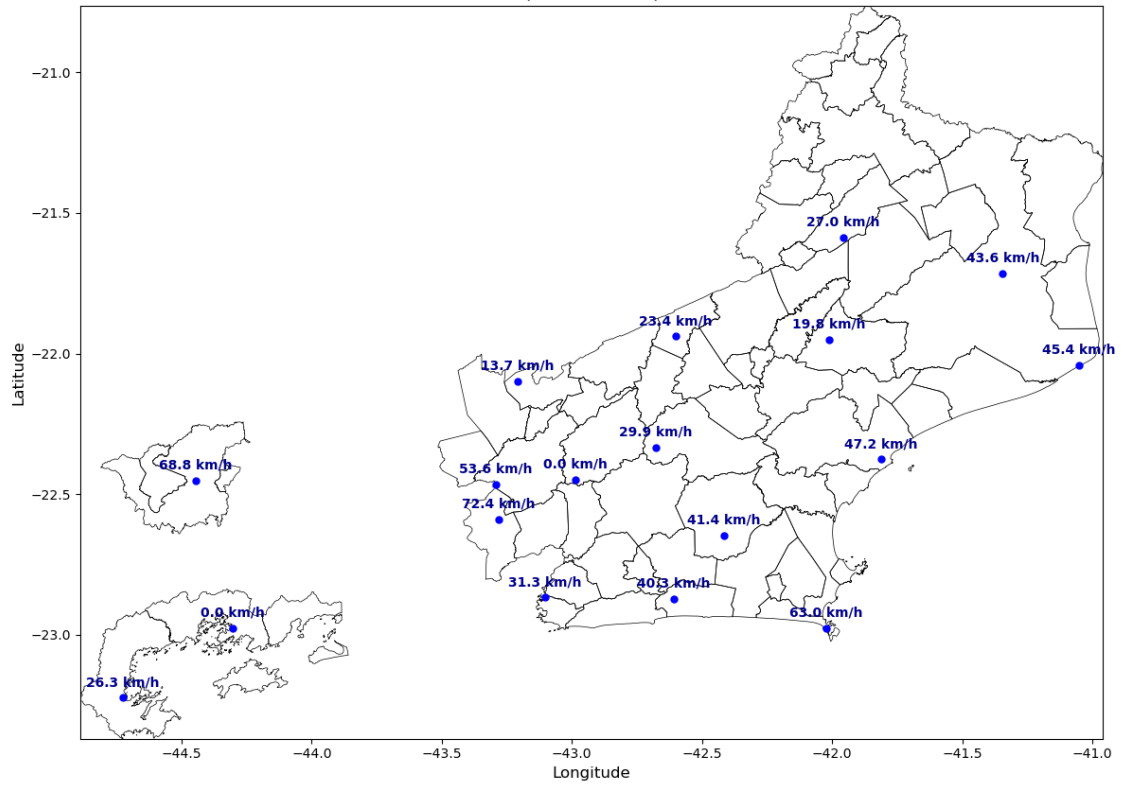 −21.0
−21.5
27.0 km/h
43.6 km/h
23.4 km/h
19.8 km/h
−22.0
45.4 km/h
13.7 km/h
29.9 km/h
47.2 km/h
68.8 km/h
53.6 km/h
0.0 km/h
−22.5
72.4 km/h
41.4 km/h
31.3 km/h
40.3 km/h
0.0 km/h
63.0 km/h
−23.0
26.3 km/h
Latitude
−44.5 −44.0 −43.5 −43.0 −42.5 −42.0 −41.5 −41.0
Longitude